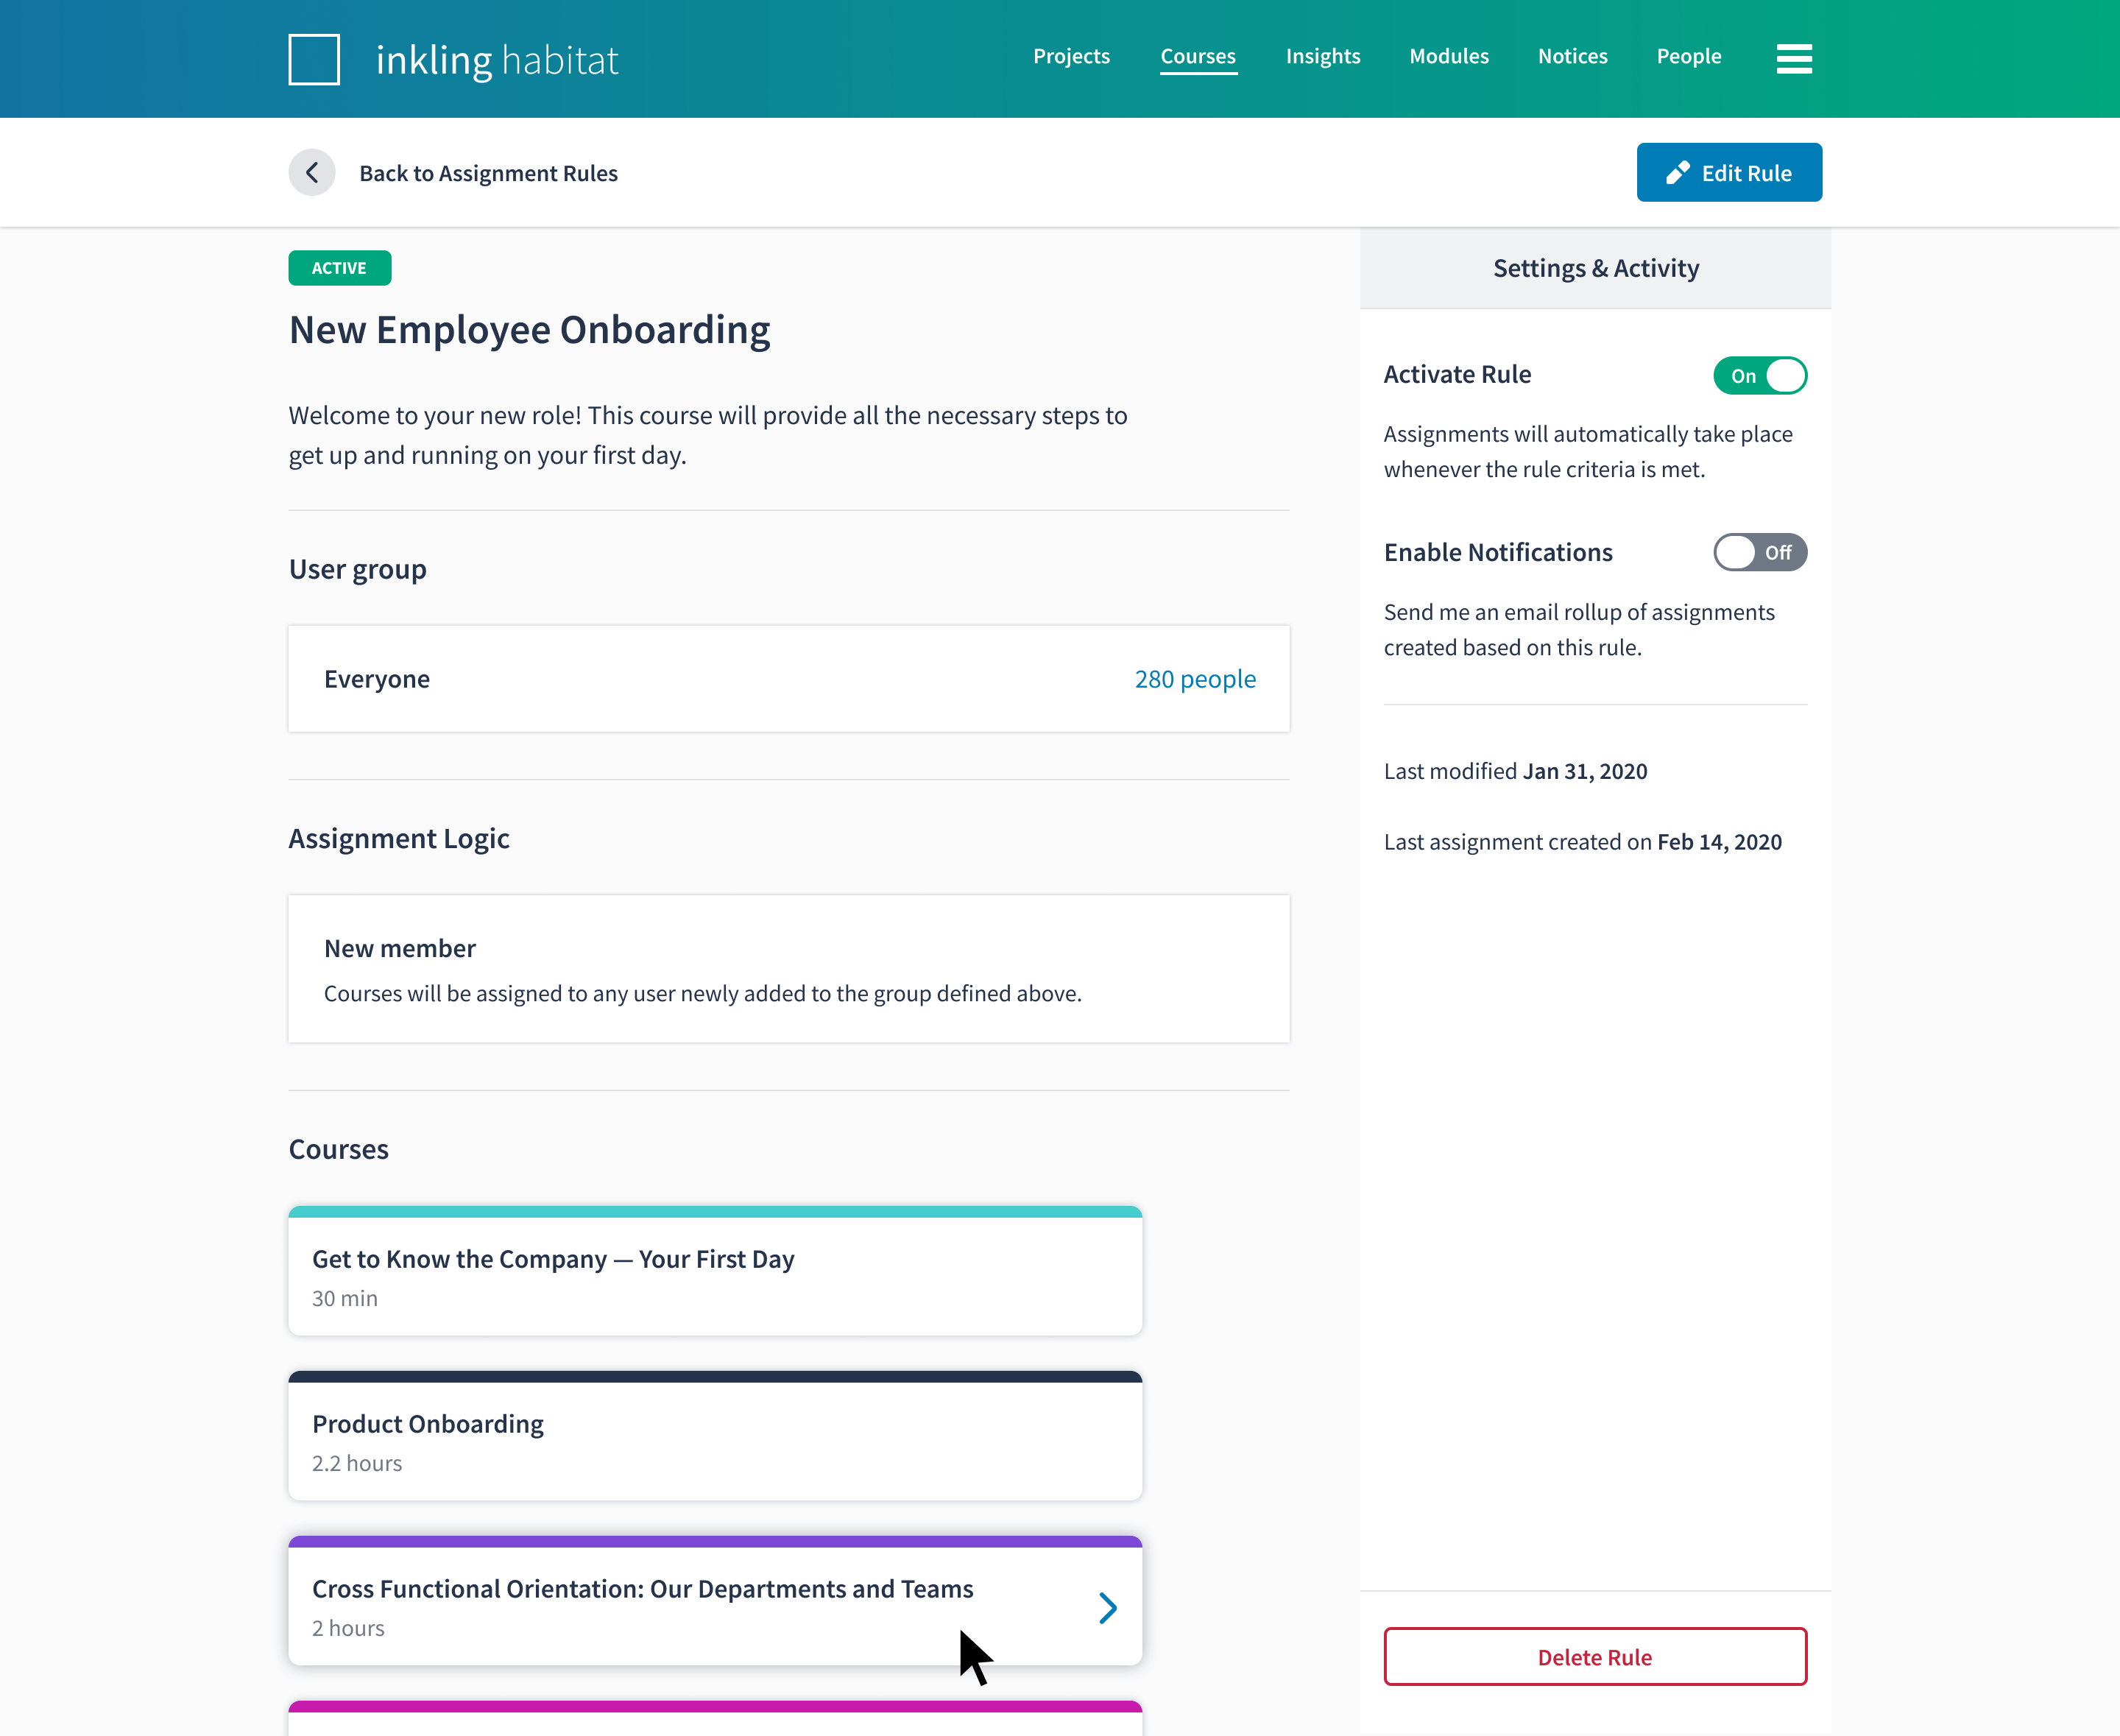 inkling habitat
Projects Courses Insights Modules Notices People
Back to Assignment Rules
Edit Rule
ACTIVE
New Employee Onboarding
Welcome to your new role! This course will provide all the necessary steps to
get up and running on your first day.
User group
Everyone 280 people
Assignment Logic
New member
Courses will be assigned to any user newly added to the group defined above.
Courses
Get to Know the Company — Your First Day
30 min
Product Onboarding
2.2 hours
Cross Functional Orientation: Our Departments and Teams
2 hours
Settings & Activity
Activate Rule On
Assignments will automatically take place
whenever the rule criteria is met.
Enable Notifications Off
Send me an email rollup of assignments
created based on this rule.
Last modified Jan 31, 2020
Last assignment created on Feb 14, 2020
Delete Rule